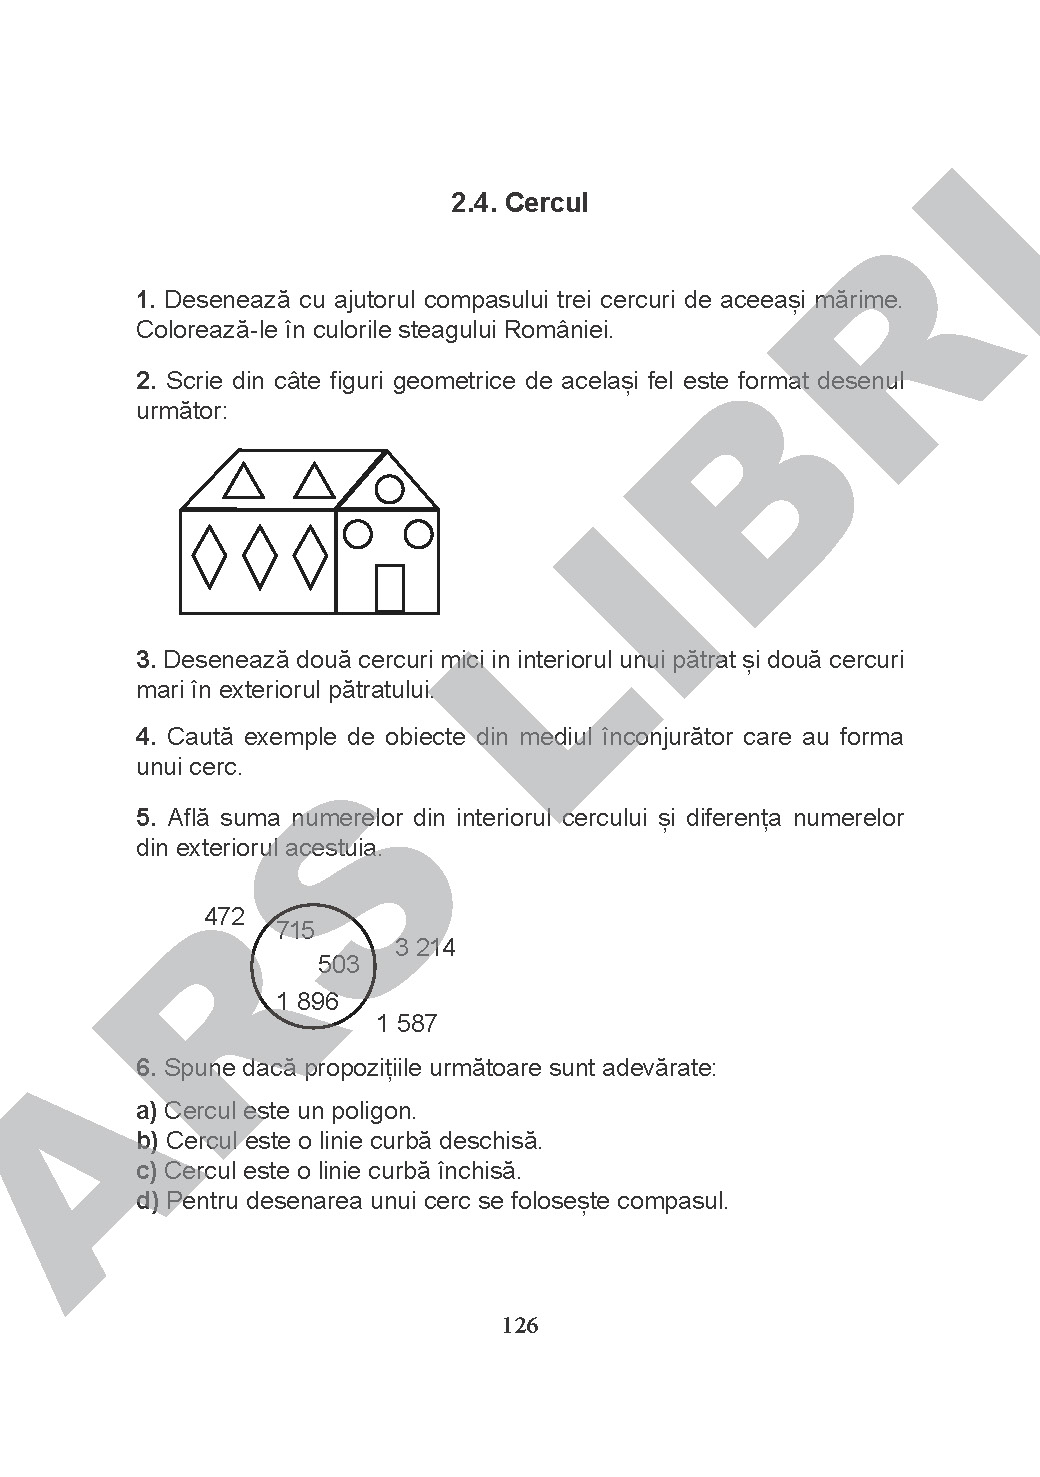 2.4. Cercul
1. Desenează cu ajutorul compasului trei cercuri de aceeași mărime.
Colorează-le în culorile steagului României.
2. Scrie din câte figuri geometrice de același fel este format desenul
următor:
3. Desenează două cercuri mici in interiorul unui pătrat și două cercuri
mari în exteriorul pătratului.
4. Caută exemple de obiecte din mediul înconjurător care au forma
unui cerc.
5. Află suma numerelor din interiorul cercului și diferența numerelor
din exteriorul acestuia.
472
715
3 214
503
1 896
1 587
6. Spune dacă propozițiile următoare sunt adevărate:
a) Cercul este un poligon.
b) Cercul este o linie curbă deschisă.
c) Cercul este o linie curbă închisă.
d) Pentru desenarea unui cerc se folosește compasul.
126
ARS LIBRI